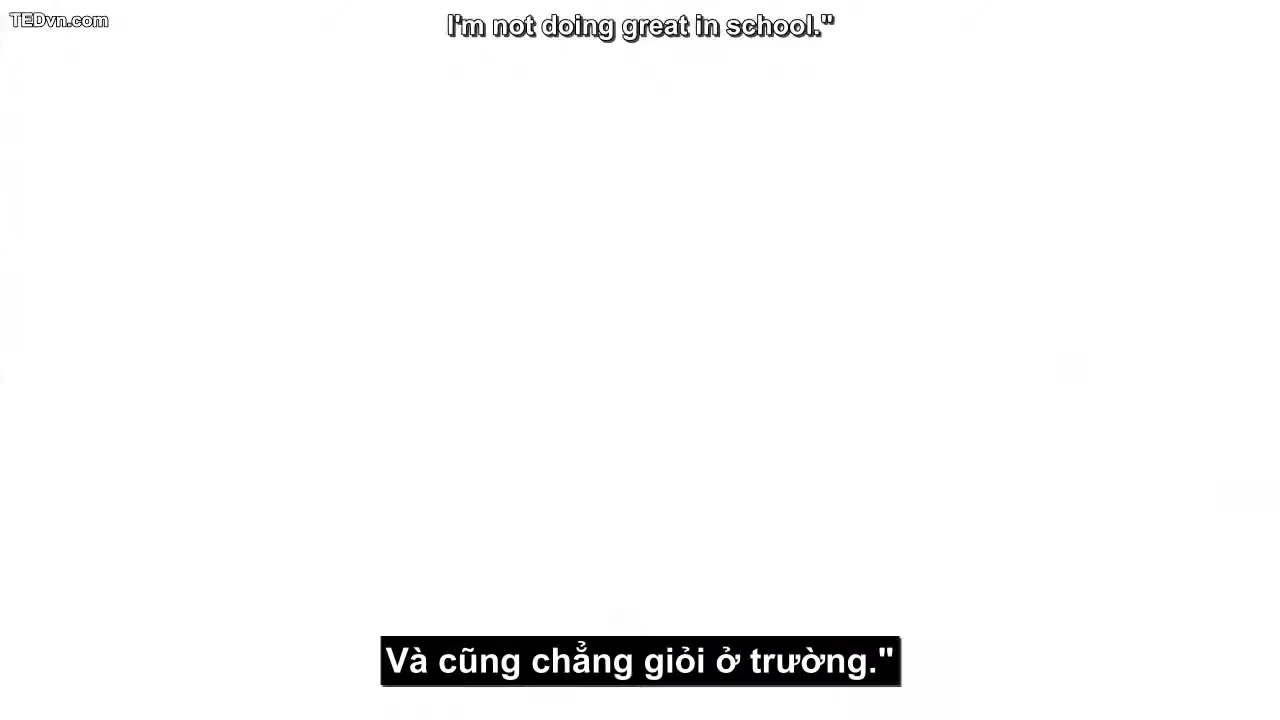 TEDvn.com
I'm not doing great in school."
Và cũng chẳng giỏi ở trường."